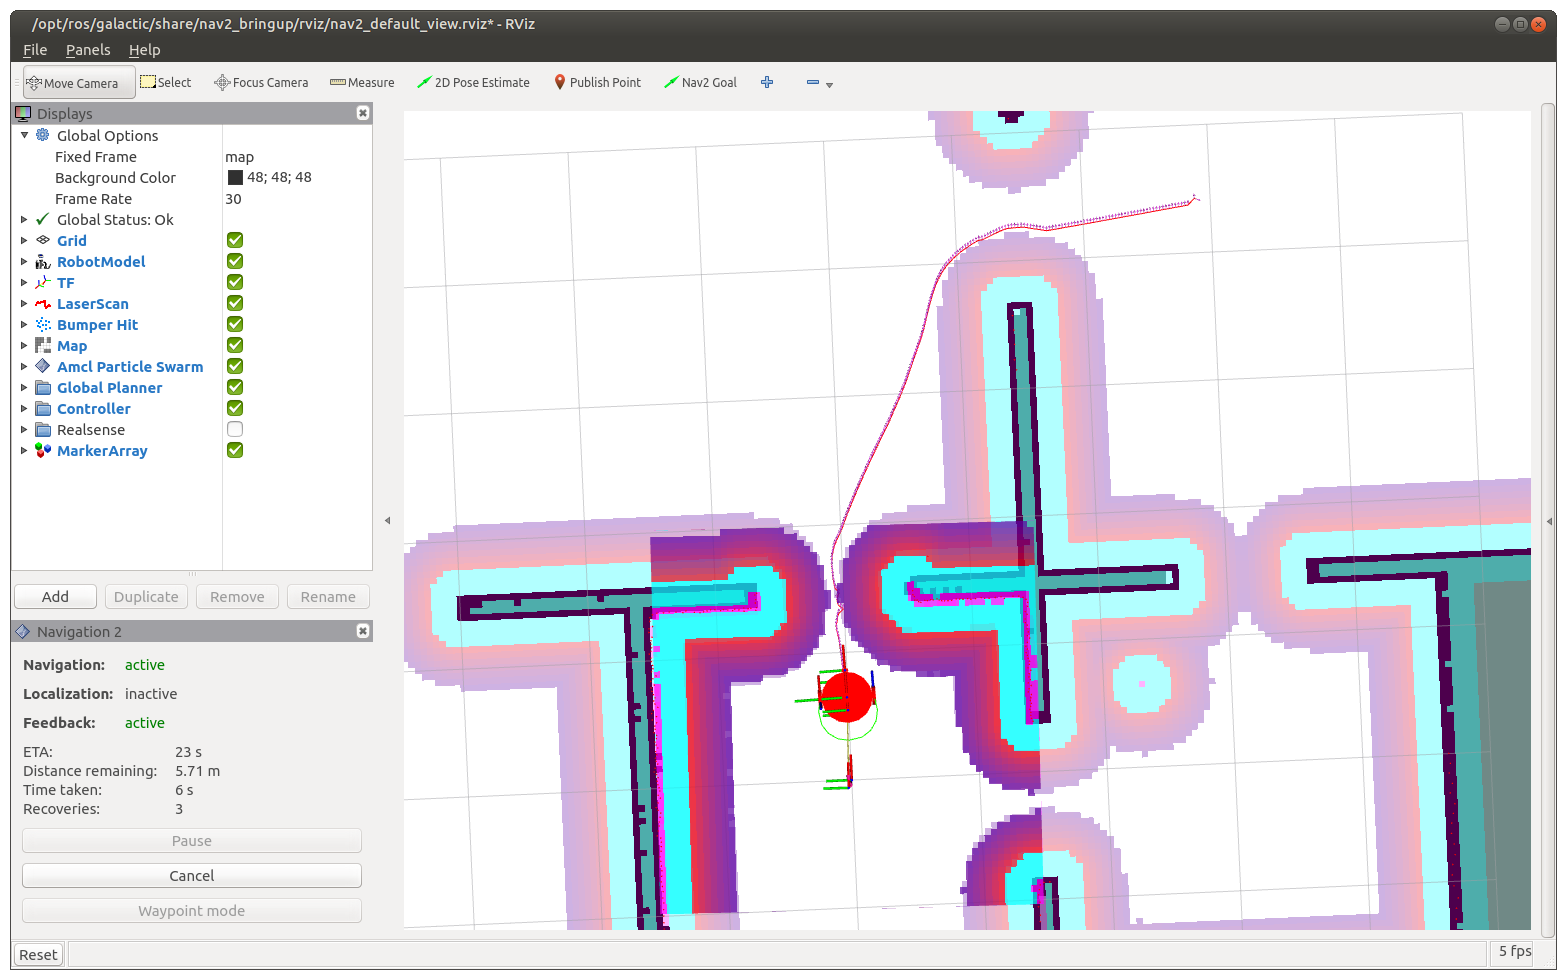 /opt/ros/galactic/share/nav2_bringup/rviz/nav2_default_view.rviz* - RViz
File Panels Help
Move Camera Select Focus Camera Measure 2D Pose Estimate Publish Point Nav2 Goal
Displays
Global Options
Fixed Frame map
Background Color 48; 48; 48
Frame Rate 30
Global Status: Ok
Grid
RobotModel
TF
LaserScan
Bumper Hit
Map
Amcl Particle Swarm
Global Planner
Controller
Realsense
MarkerArray
Add Duplicate Remove Rename
Navigation 2
Navigation: active
Localization: inactive
Feedback: active
ETA: 23 s
Distance remaining: 5.71 m
Time taken: 6 s
Recoveries: 3
Pause
Cancel
Waypoint mode
Reset 5 fps